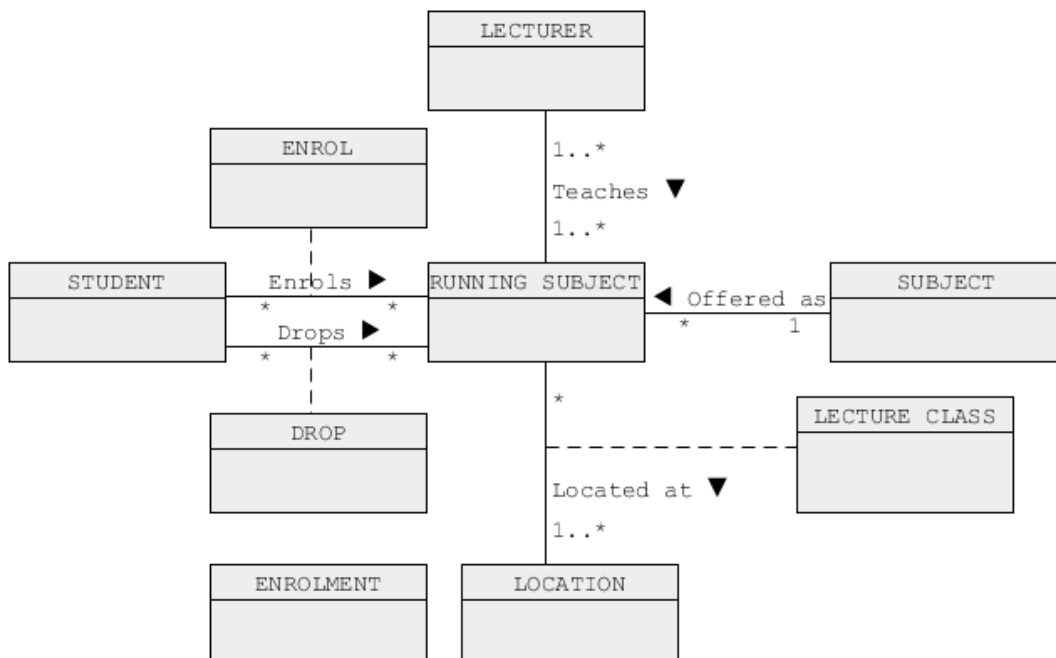 LECTURER
ENROL
1..*
Teaches ▼
1..*
STUDENT
Enrols ▶
* *
RUNNING SUBJECT
◀ Offered as
* 1
SUBJECT
Drops ▶
* *
*
LECTURE CLASS
DROP
Located at ▼
1..*
ENROLMENT
LOCATION